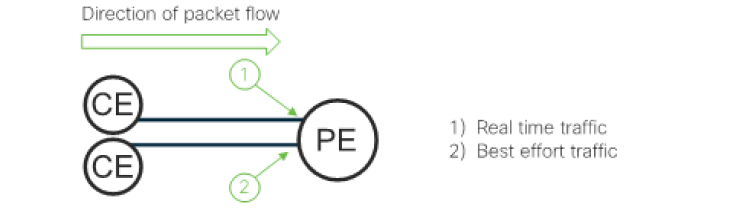 Direction of packet flow
1
CE
PE
CE
2
1) Real time traffic
2) Best effort traffic